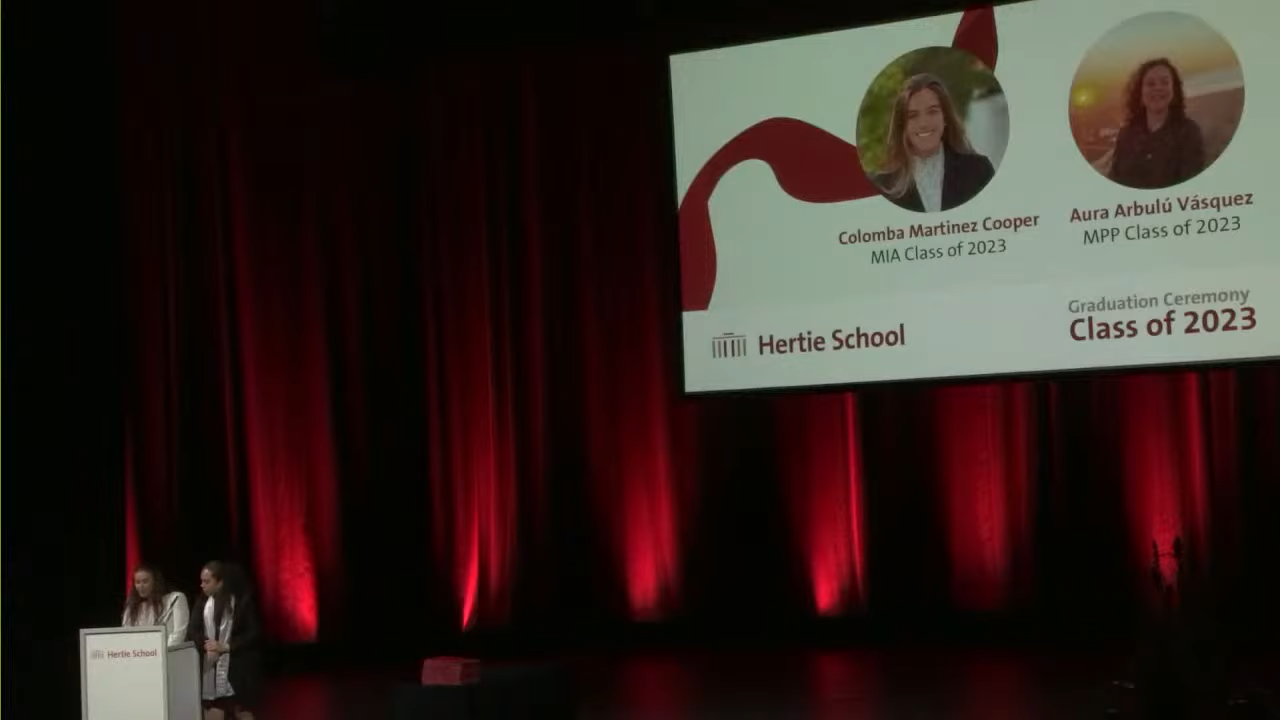 Colomba Martinez Cooper
MIA Class of 2023
Aura Arbulú Vásquez
MPP Class of 2023
Graduation Ceremony
Class of 2023
Hertie School
Hertie School